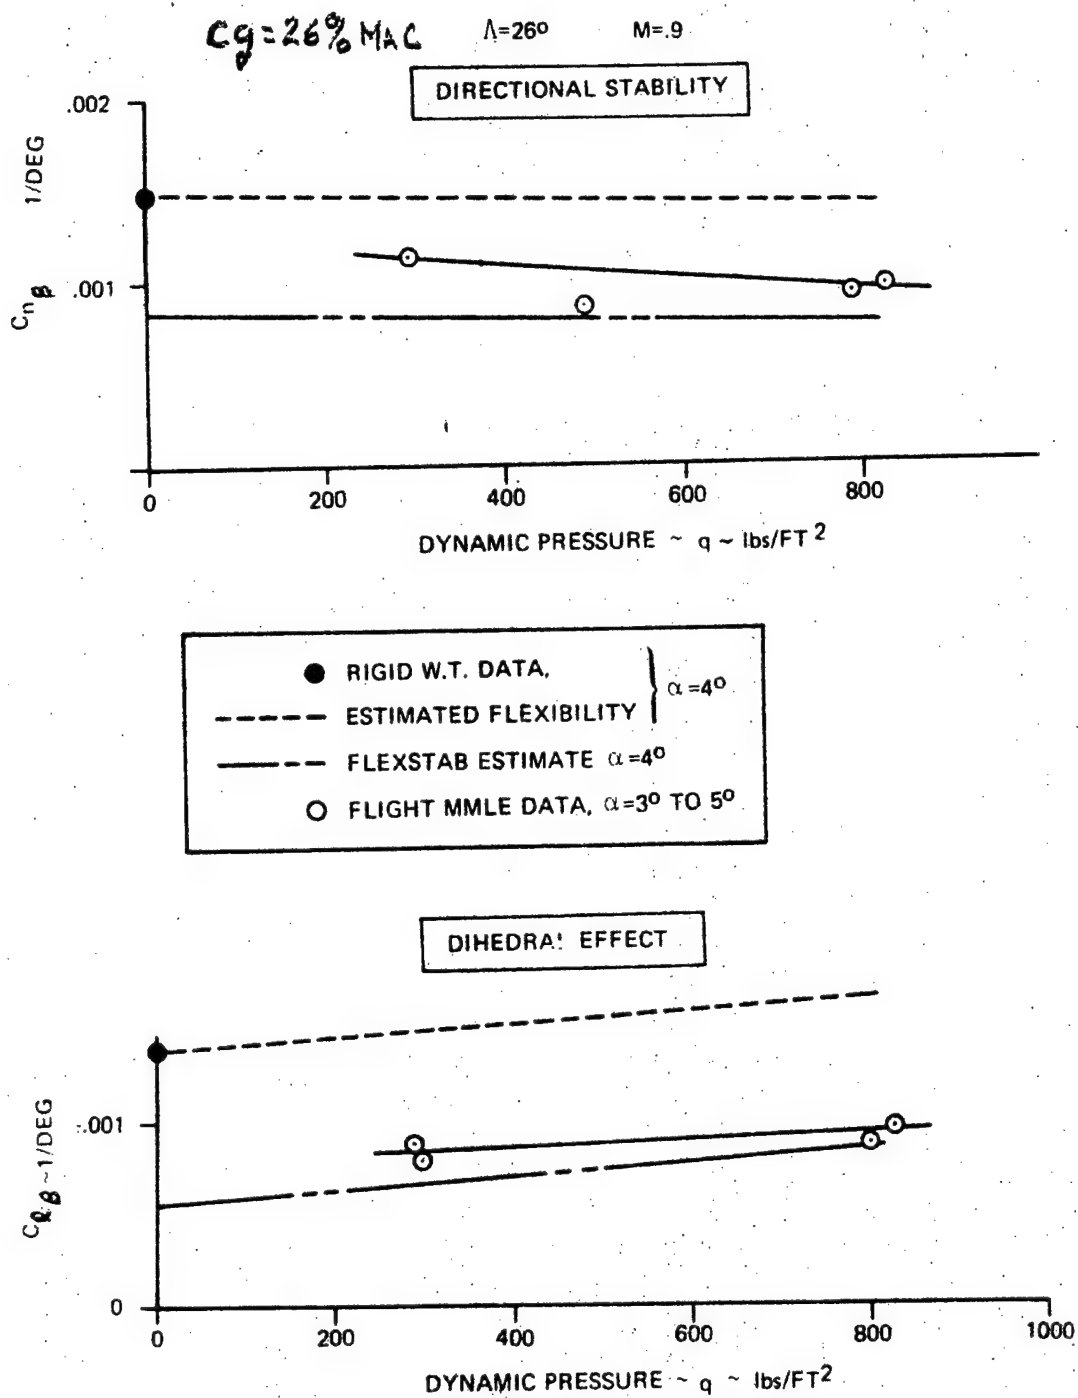 Cg=26% MAC Λ=26° M=.9
DIRECTIONAL STABILITY
.002
.001
Cnβ 1/DEG
0 200 400 600 800
DYNAMIC PRESSURE ~ q ~ lbs/FT²
RIGID W.T. DATA,
ESTIMATED FLEXIBILITY
α=4°
FLEXSTAB ESTIMATE α=4°
FLIGHT MMLE DATA, α=3° TO 5°
DIHEDRAL EFFECT
-.001
0
Cℓβ ~1/DEG
0 200 400 600 800 1000
DYNAMIC PRESSURE ~ q ~ lbs/FT²